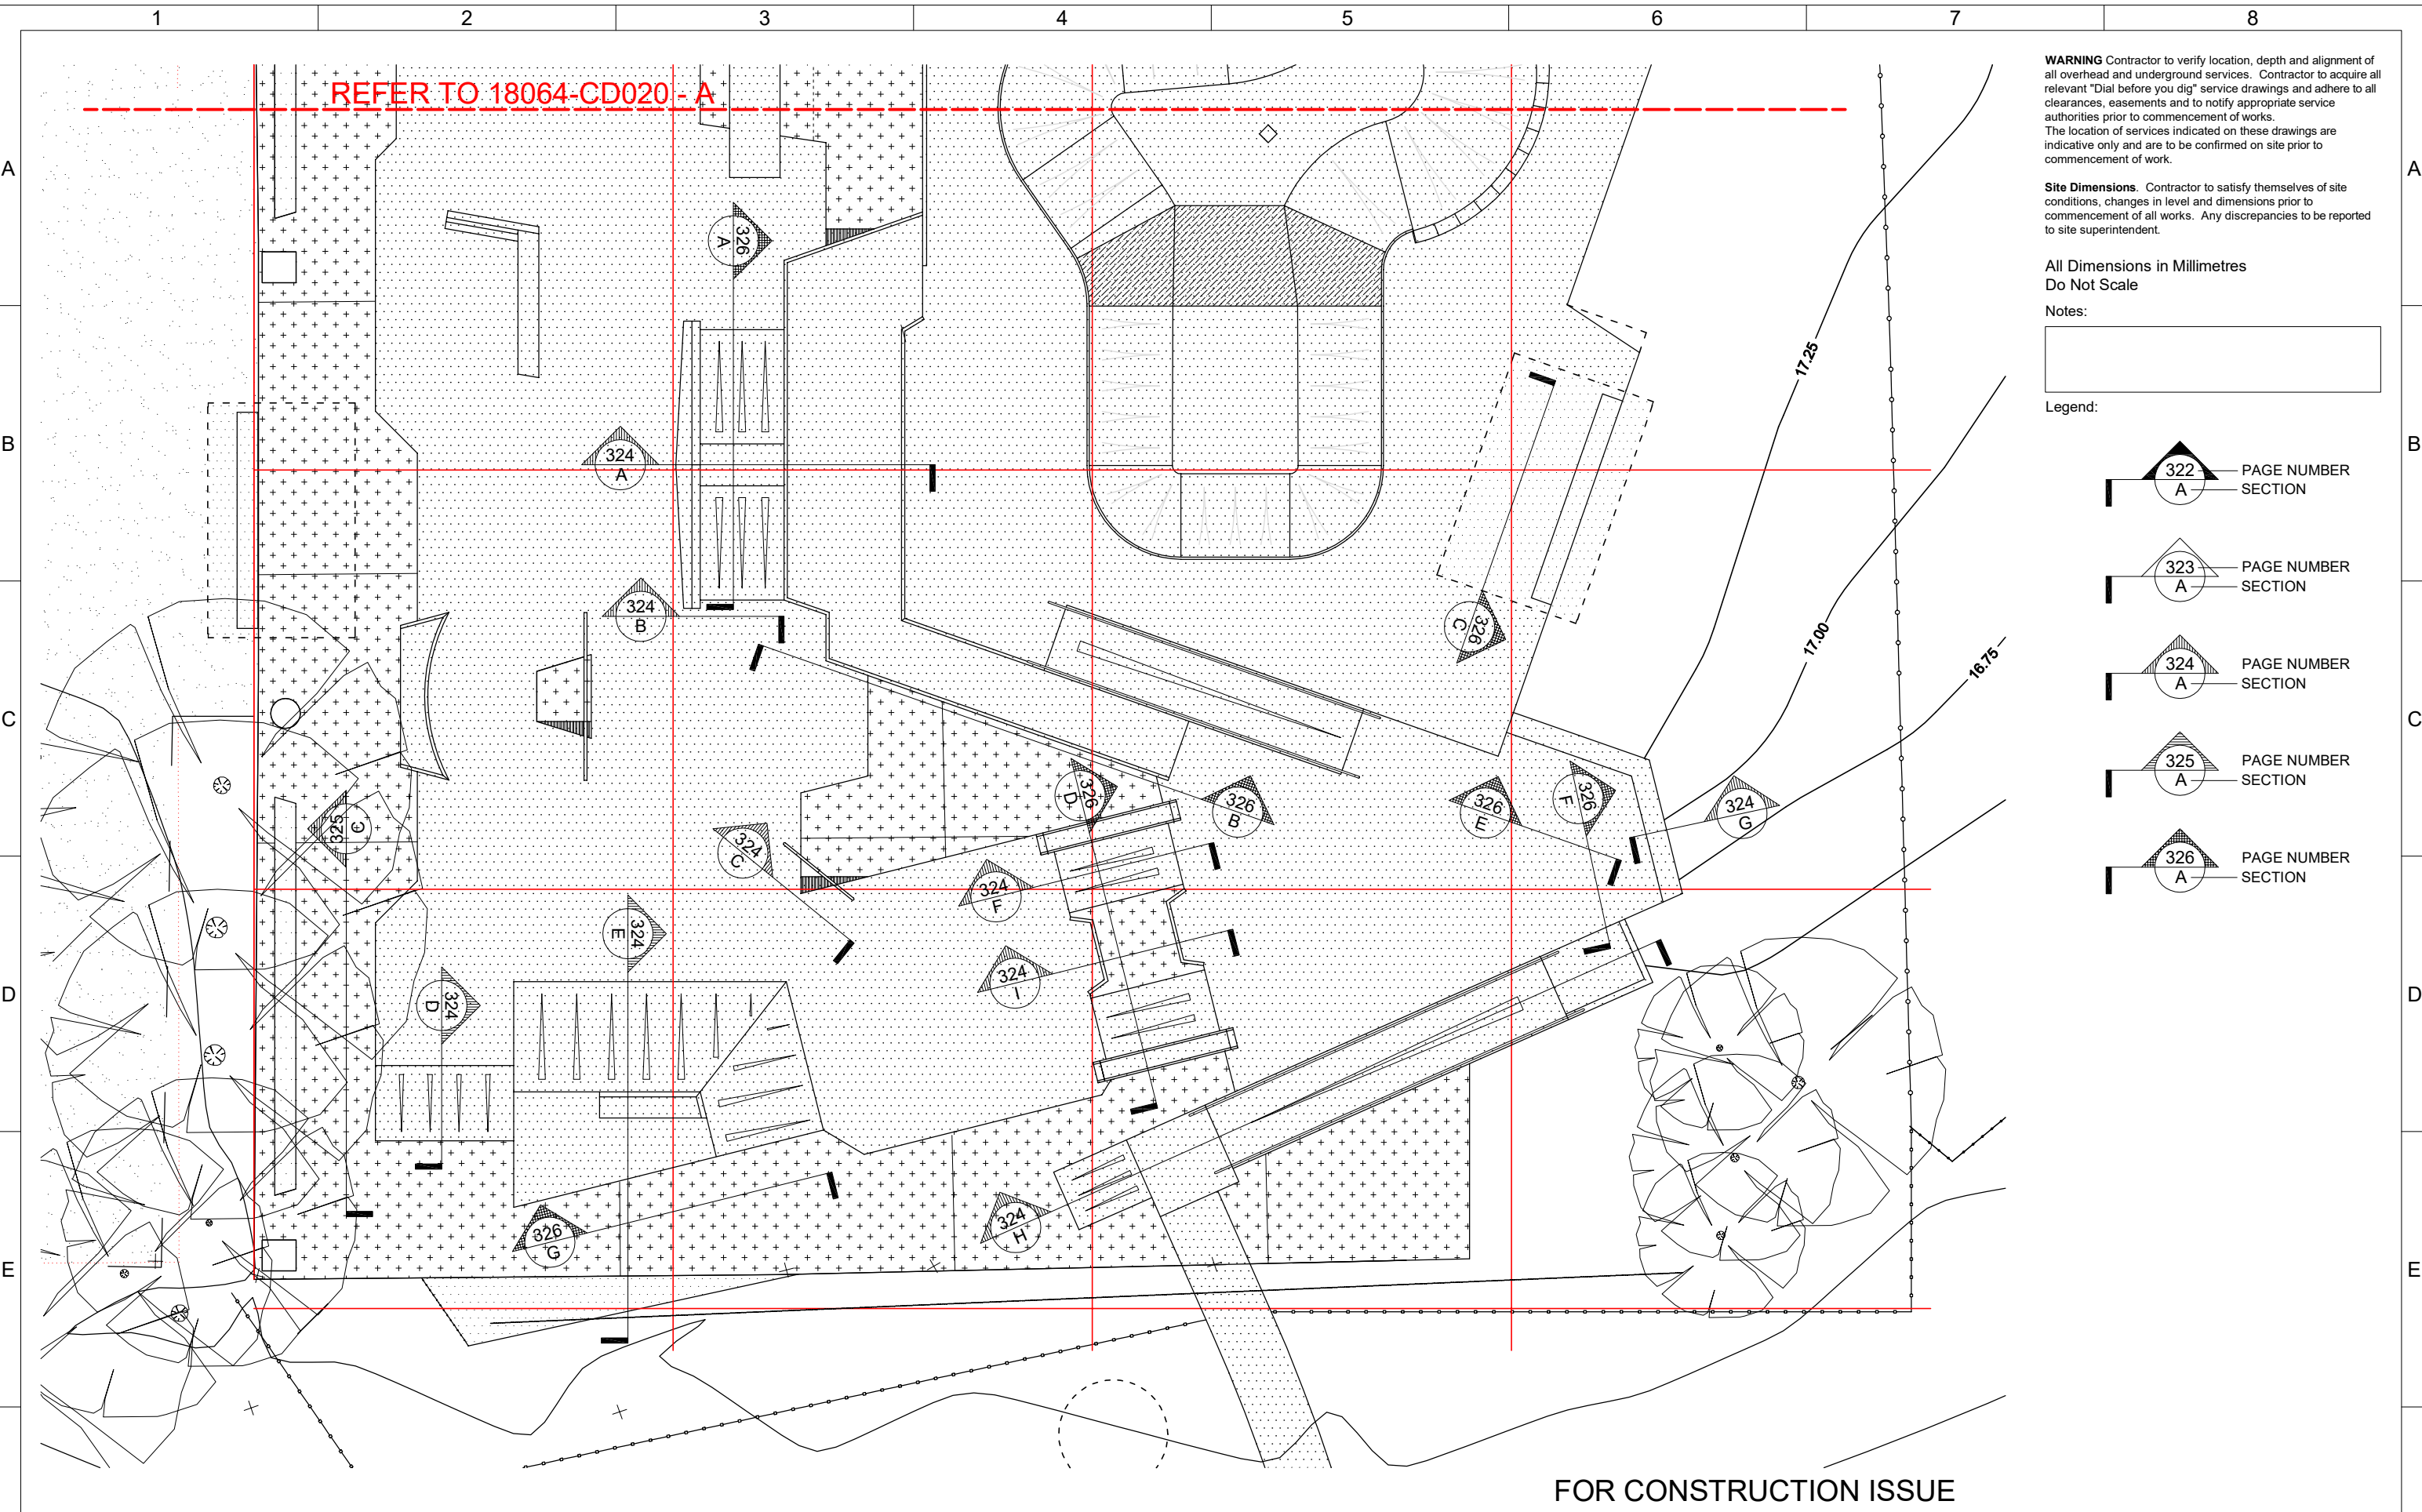 1 2 3 4 5 6 7 8
REFER TO 18064-CD020 - A
WARNING Contractor to verify location, depth and alignment of
all overhead and underground services. Contractor to acquire all
relevant "Dial before you dig" service drawings and adhere to all
clearances, easements and to notify appropriate service
authorities prior to commencement of works.
The location of services indicated on these drawings are
indicative only and are to be confirmed on site prior to
commencement of work.
Site Dimensions. Contractor to satisfy themselves of site
conditions, changes in level and dimensions prior to
commencement of all works. Any discrepancies to be reported
to site superintendent.
All Dimensions in Millimetres
Do Not Scale
Notes:
Legend:
322 PAGE NUMBER
A SECTION
323 PAGE NUMBER
A SECTION
324 PAGE NUMBER
A SECTION
325 PAGE NUMBER
A SECTION
326 PAGE NUMBER
A SECTION
A A
326
A
17.25
B B
324
A
324
B
326
C
17.00
16.75
C C
325
C
324
C
326
D
326
B
326
E
326
F
324
G
324
F
324
E
324
I
324
D
D D
326
G
324
H
E E
FOR CONSTRUCTION ISSUE